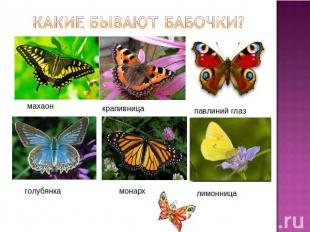 КАКИЕ БЫВАЮТ БАБОЧКИ?
махаон
крапивница
павлиний глаз
голубянка
монарх
лимонница
.ru